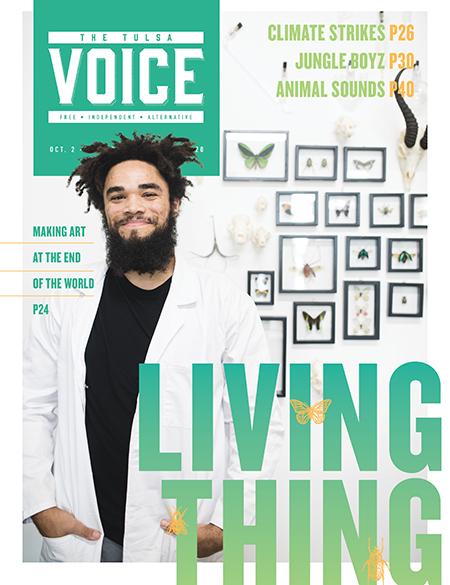 THE TULSA
VOICE
FREE • INDEPENDENT • ALTERNATIVE
OCT. 2
CLIMATE STRIKES P26
JUNGLE BOYZ P30
ANIMAL SOUNDS P40
MAKING ART
AT THE END
OF THE WORLD
P24
LIVING
THING